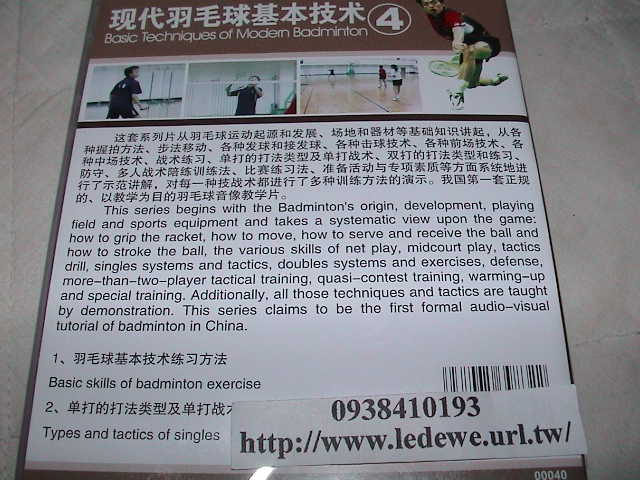 现代羽毛球基本技术④
Basic Techniques of Modern Badminton
这套系列片从羽毛球运动起源和发展、场地和器材等基础知识讲起，从各
种握拍方法、步法移动、各种发球和接发球、各种击球技术、各种前场技术、各
种中场技术、战术练习、单打的打法类型及单打战术、双打的打法类型和练习、
防守、多人战术陪练训练法、比赛练习法、准备活动与专项素质等方面系统地进
行了示范讲解，对每一种技战术都进行了多种训练方法的演示。我国第一套正规
的、以教学为目的羽毛球音像教学片。
This series begins with the Badminton's origin, development, playing
field and sports equipment and takes a systematic view upon the game:
how to grip the racket, how to move, how to serve and receive the ball and
how to stroke the ball, the various skills of net play, midcourt play, tactics
drill, singles systems and tactics, doubles systems and exercises, defense,
more-than-two-player tactical training, quasi-contest training, warming-up
and special training. Additionally, all those techniques and tactics are taught
by demonstration. This series claims to be the first formal audio-visual
tutorial of badminton in China.
1、羽毛球基本技术练习方法
Basic skills of badminton exercise
2、单打的打法类型及单打战
Types and tactics of singles
0938410193
http://www.ledewe.url.tw/
00040